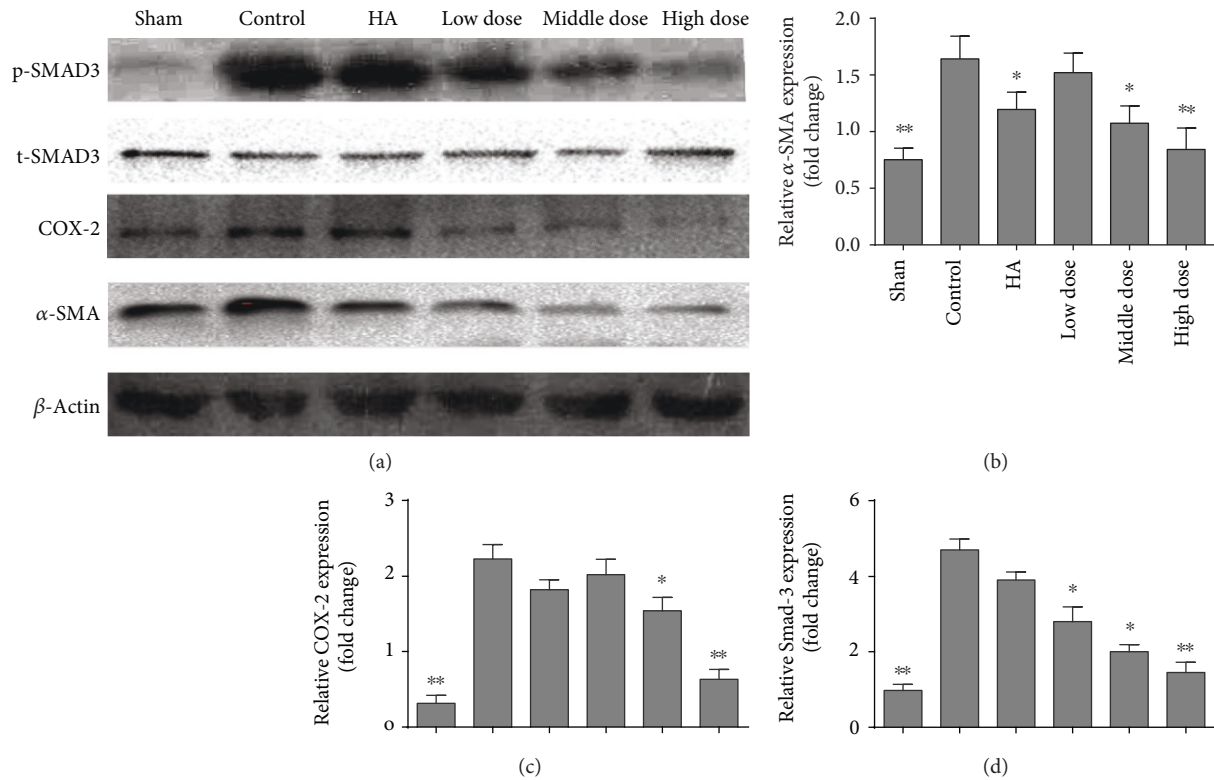 Sham Control HA Low dose Middle dose High dose
p-SMAD3
t-SMAD3
COX-2
α-SMA
β-Actin
(a)
Relative α-SMA expression
(fold change)
2.0
1.5
1.0
0.5
0.0
** * * **
Shan
Control
HA
Low dose
Middle dose
High dose
(b)
Relative COX-2 expression
(fold change)
3
2
1
0
** * **
(c)
Relative Smad-3 expression
(fold change)
6
4
2
0
** * * **
(d)